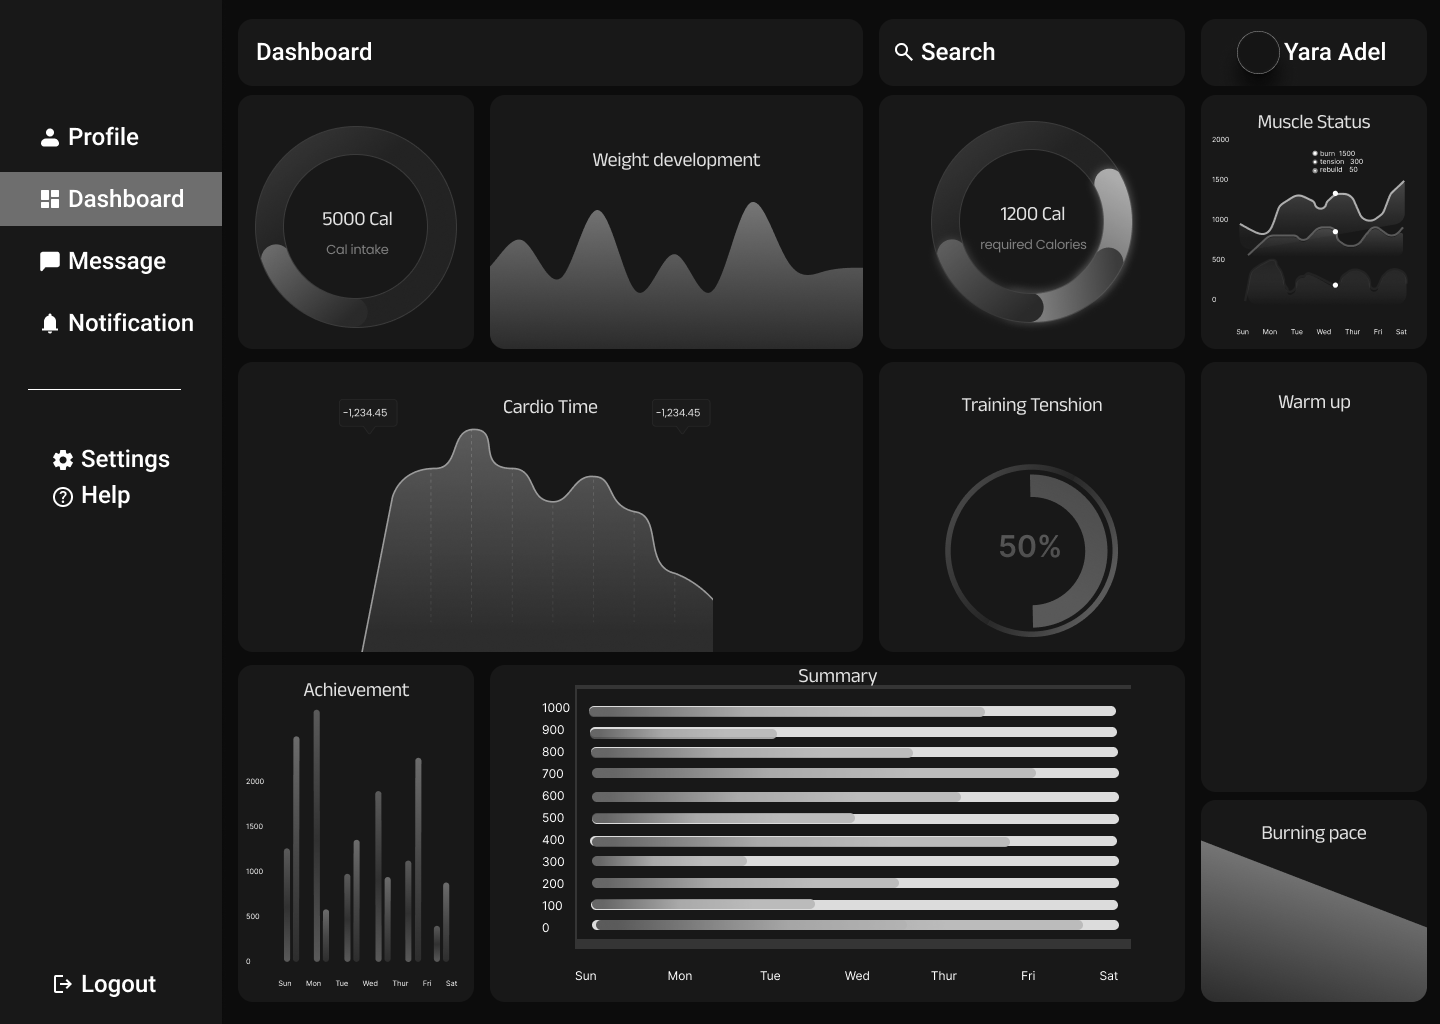 Dashboard
Search
Yara Adel
Profile
Dashboard
Message
Notification
Settings
Help
Logout
5000 Cal
Cal intake
Weight development
1200 Cal
required Calories
Muscle Status
burn 1500
tension 300
rebuild 50
2000
1500
1000
500
0
Sun Mon Tue Wed Thur Fri Sat
Cardio Time
-1,234.45
-1,234.45
Training Tenshion
50%
Warm up
Achievement
2000
1500
1000
500
0
Sun Mon Tue Wed Thur Fri Sat
Summary
1000
900
800
700
600
500
400
300
200
100
0
Sun Mon Tue Wed Thur Fri Sat
Burning pace